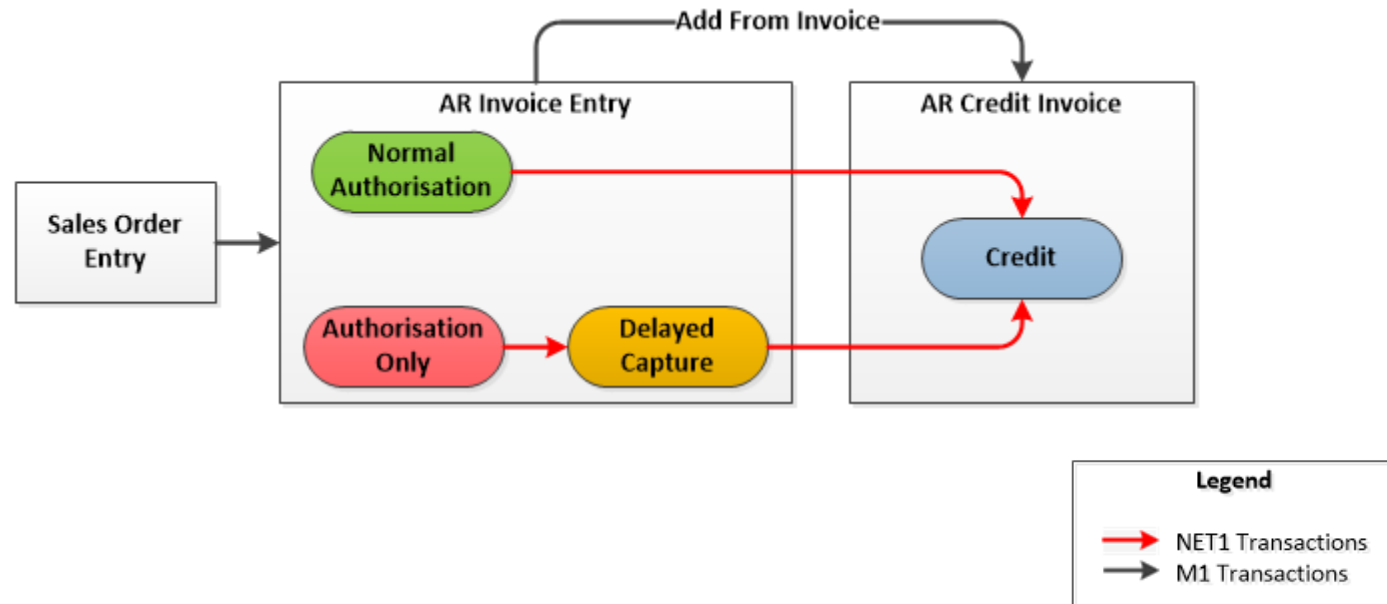 Add From Invoice
AR Invoice Entry
AR Credit Invoice
Normal
Authorisation
Sales Order
Entry
Credit
Authorisation
Only
Delayed
Capture
Legend
NET1 Transactions
M1 Transactions